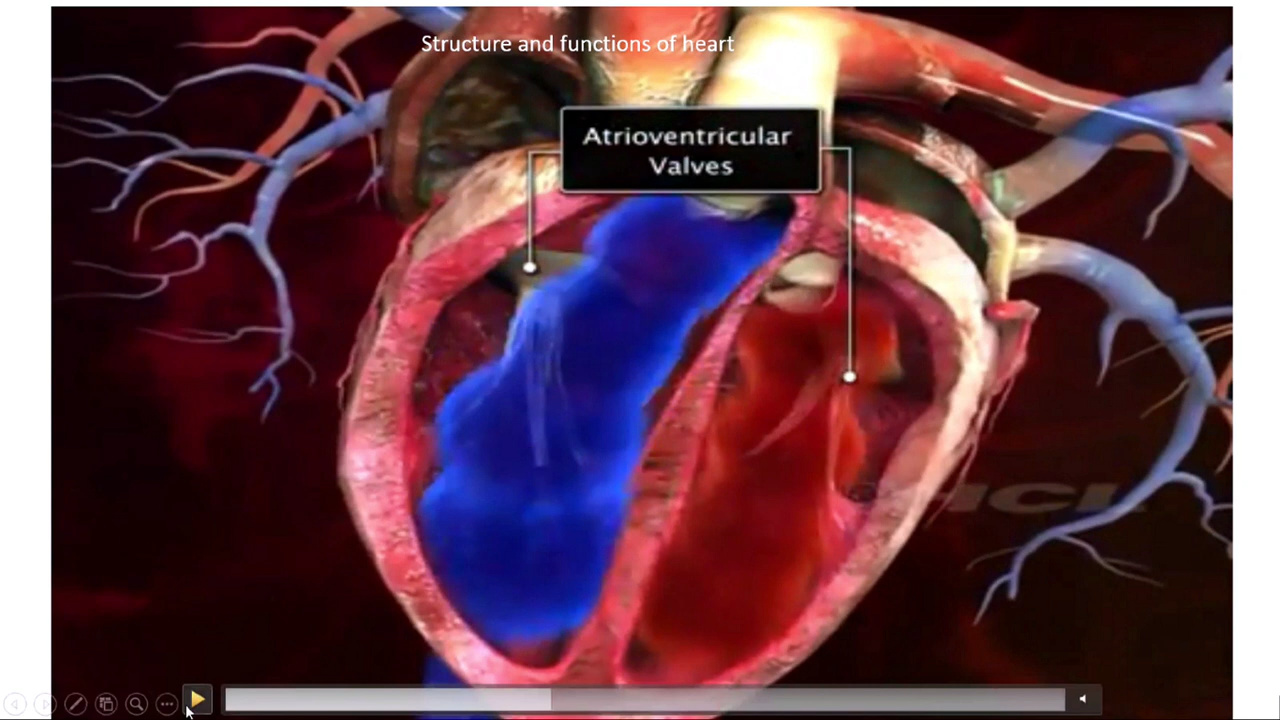 Structure and functions of heart
Atrioventricular
Valves